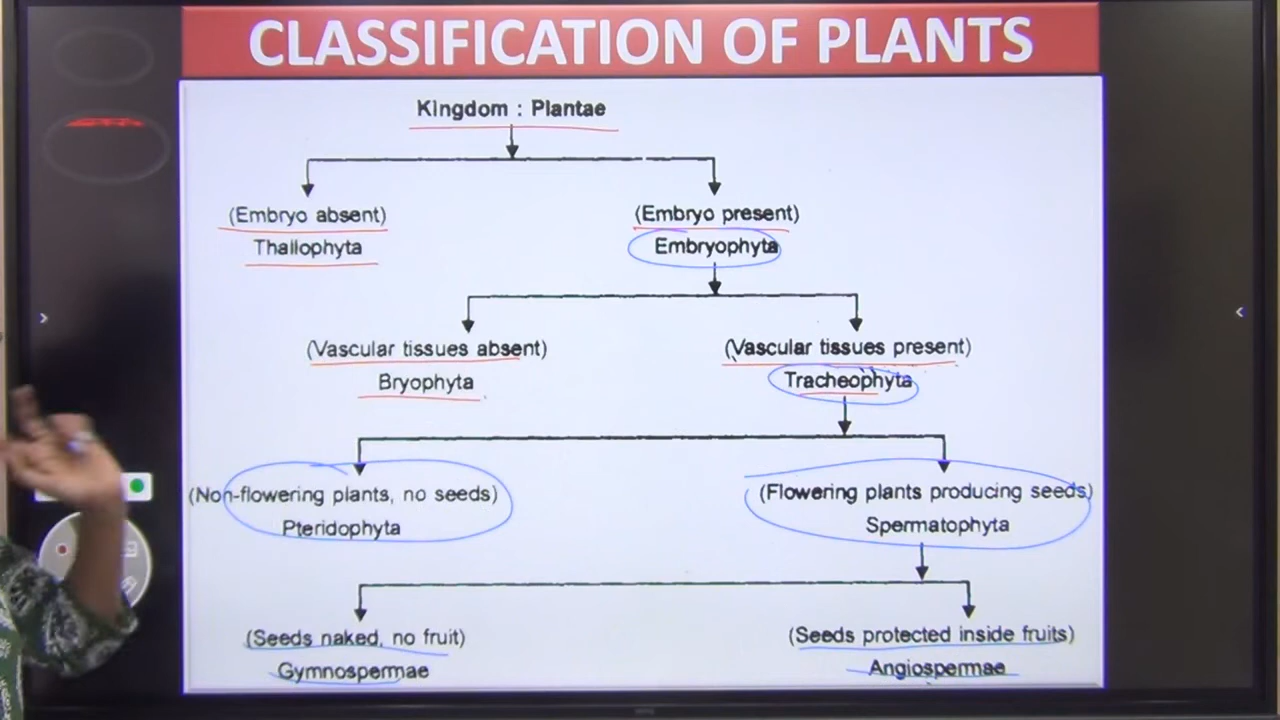 CLASSIFICATION OF PLANTS
Kingdom : Plantae
(Embryo absent)
Thallophyta
(Embryo present)
Embryophyta
(Vascular tissues absent)
Bryophyta
(Vascular tissues present)
Tracheophyta
(Non-flowering plants, no seeds)
Pteridophyta
(Flowering plants producing seeds)
Spermatophyta
(Seeds naked, no fruit)
Gymnospermae
(Seeds protected inside fruits)
Angiospermae